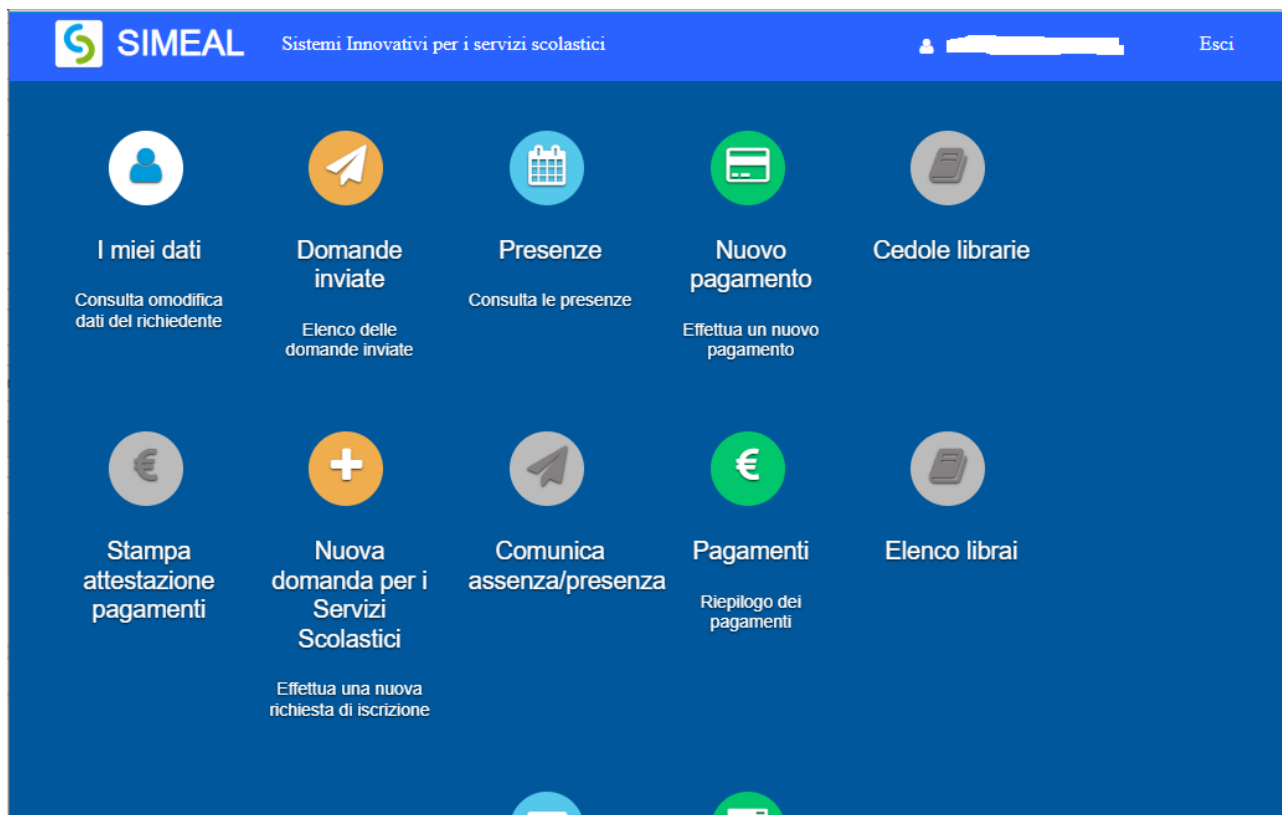 SIMEAL
Sistemi Innovativi per i servizi scolastici
Esci
I miei dati
Consulta omodifica
dati del richiedente
Domande
inviate
Elenco delle
domande inviate
Presenze
Consulta le presenze
Nuovo
pagamento
Effettua un nuovo
pagamento
Cedole librarie
Stampa
attestazione
pagamenti
Nuova
domanda per i
Servizi
Scolastici
Effettua una nuova
richiesta di iscrizione
Comunica
assenza/presenza
Pagamenti
Riepilogo dei
pagamenti
Elenco librai